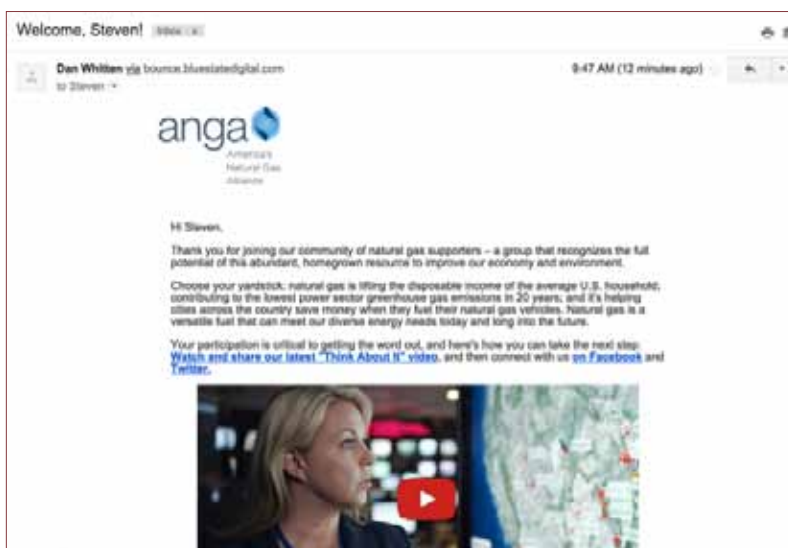 Welcome, Steven! Inbox x
Dan Whitten via bounce.bluestatedigital.com
9:47 AM (12 minutes ago)
to Steven
anga
America's
Natural Gas
Alliance
Hi Steven,
Thank you for joining our community of natural gas supporters – a group that recognizes the full
potential of this abundant, homegrown resource to improve our economy and environment.
Choose your yardstick: natural gas is lifting the disposable income of the average U.S. household;
contributing to the lowest power sector greenhouse gas emissions in 20 years; and it's helping
cities across the country save money when they fuel their natural gas vehicles. Natural gas is a
versatile fuel that can meet our diverse energy needs today and long into the future.
Your participation is critical to getting the word out, and here's how you can take the next step:
Watch and share our latest "Think About It" video, and then connect with us on Facebook and
Twitter.